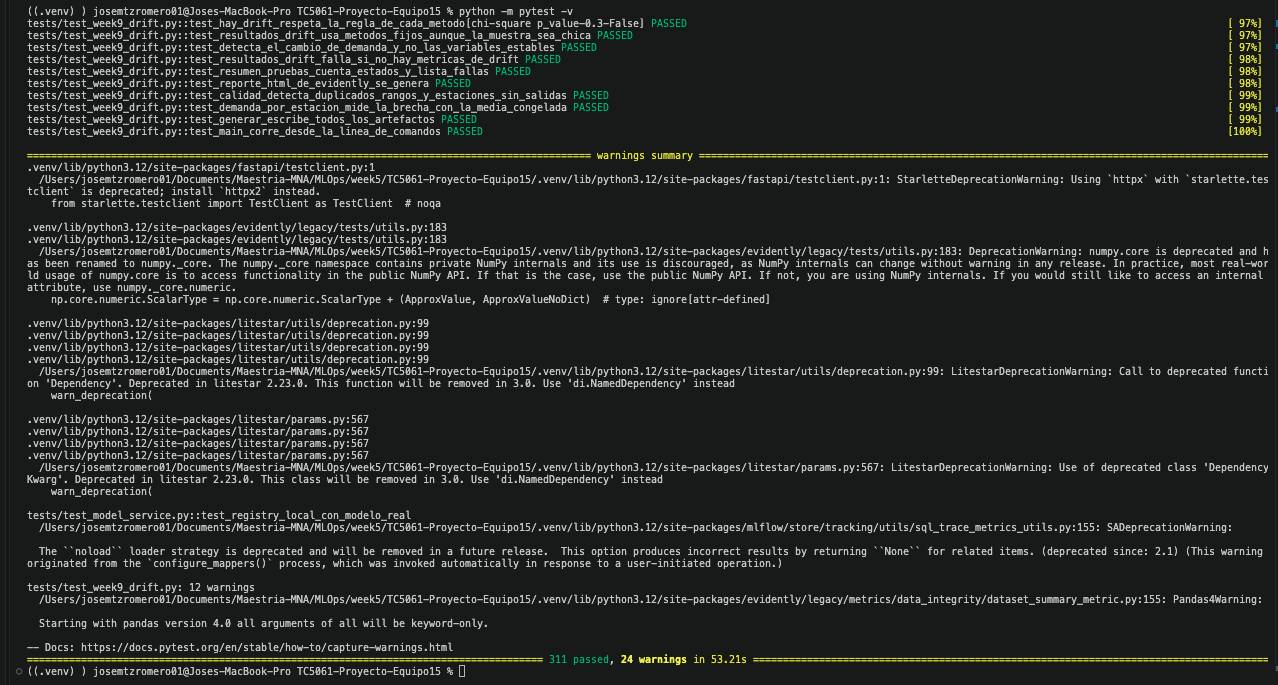 ((.venv) ) josemtzromero01@Joses-MacBook-Pro TC5061-Proyecto-Equipo15 % python -m pytest -v
tests/test_week9_drift.py::test_hay_drift_respeta_la_regla_de_cada_metodo[chi-square p_value-0.3-False] PASSED [ 97%]
tests/test_week9_drift.py::test_resultados_drift_usa_metodos_fijos_aunque_la_muestra_sea_chica PASSED [ 97%]
tests/test_week9_drift.py::test_detecta_el_cambio_de_demanda_y_no_las_variables_estables PASSED [ 97%]
tests/test_week9_drift.py::test_resultados_drift_falla_si_no_hay_metricas_de_drift PASSED [ 98%]
tests/test_week9_drift.py::test_resumen_pruebas_cuenta_estados_y_lista_fallas PASSED [ 98%]
tests/test_week9_drift.py::test_reporte_html_de_evidently_se_genera PASSED [ 98%]
tests/test_week9_drift.py::test_calidad_detecta_duplicados_rangos_y_estaciones_sin_salidas PASSED [ 99%]
tests/test_week9_drift.py::test_demanda_por_estacion_mide_la_brecha_con_la_media_congelada PASSED [ 99%]
tests/test_week9_drift.py::test_generar_escribe_todos_los_artefactos PASSED [ 99%]
tests/test_week9_drift.py::test_main_corre_desde_la_linea_de_comandos PASSED [100%]
warnings summary
.venv/lib/python3.12/site-packages/fastapi/testclient.py:1
/Users/josemtzromero01/Documents/Maestria-MNA/MLOps/week5/TC5061-Proyecto-Equipo15/.venv/lib/python3.12/site-packages/fastapi/testclient.py:1: StarletteDeprecationWarning: Using `httpx` with `starlette.tes
tclient` is deprecated; install `httpx2` instead.
from starlette.testclient import TestClient as TestClient # noqa
.venv/lib/python3.12/site-packages/evidently/legacy/tests/utils.py:183
.venv/lib/python3.12/site-packages/evidently/legacy/tests/utils.py:183
/Users/josemtzromero01/Documents/Maestria-MNA/MLOps/week5/TC5061-Proyecto-Equipo15/.venv/lib/python3.12/site-packages/evidently/legacy/tests/utils.py:183: DeprecationWarning: numpy.core is deprecated and h
as been renamed to numpy._core. The numpy._core namespace contains private NumPy internals and its use is discouraged, as NumPy internals can change without warning in any release. In practice, most real-wor
ld usage of numpy.core is to access functionality in the public NumPy API. If that is the case, use the public NumPy API. If not, you are using NumPy internals. If you would still like to access an internal
attribute, use numpy._core.numeric.
np.core.numeric.ScalarType = np.core.numeric.ScalarType + (ApproxValue, ApproxValueNoDict) # type: ignore[attr-defined]
.venv/lib/python3.12/site-packages/litestar/utils/deprecation.py:99
.venv/lib/python3.12/site-packages/litestar/utils/deprecation.py:99
.venv/lib/python3.12/site-packages/litestar/utils/deprecation.py:99
.venv/lib/python3.12/site-packages/litestar/utils/deprecation.py:99
/Users/josemtzromero01/Documents/Maestria-MNA/MLOps/week5/TC5061-Proyecto-Equipo15/.venv/lib/python3.12/site-packages/litestar/utils/deprecation.py:99: LitestarDeprecationWarning: Call to deprecated functi
on 'Dependency'. Deprecated in litestar 2.23.0. This function will be removed in 3.0. Use 'di.NamedDependency' instead
warn_deprecation(
.venv/lib/python3.12/site-packages/litestar/params.py:567
.venv/lib/python3.12/site-packages/litestar/params.py:567
.venv/lib/python3.12/site-packages/litestar/params.py:567
.venv/lib/python3.12/site-packages/litestar/params.py:567
/Users/josemtzromero01/Documents/Maestria-MNA/MLOps/week5/TC5061-Proyecto-Equipo15/.venv/lib/python3.12/site-packages/litestar/params.py:567: LitestarDeprecationWarning: Use of deprecated class 'Dependency
Kwarg'. Deprecated in litestar 2.23.0. This class will be removed in 3.0. Use 'di.NamedDependency' instead
warn_deprecation(
tests/test_model_service.py::test_registry_local_con_modelo_real
/Users/josemtzromero01/Documents/Maestria-MNA/MLOps/week5/TC5061-Proyecto-Equipo15/.venv/lib/python3.12/site-packages/mlflow/store/tracking/utils/sql_trace_metrics_utils.py:155: SADeprecationWarning:
The ``noload`` loader strategy is deprecated and will be removed in a future release. This option produces incorrect results by returning ``None`` for related items. (deprecated since: 2.1) (This warning
originated from the `configure_mappers()` process, which was invoked automatically in response to a user-initiated operation.)
tests/test_week9_drift.py: 12 warnings
/Users/josemtzromero01/Documents/Maestria-MNA/MLOps/week5/TC5061-Proyecto-Equipo15/.venv/lib/python3.12/site-packages/evidently/legacy/metrics/data_integrity/dataset_summary_metric.py:155: Pandas4Warning:
Starting with pandas version 4.0 all arguments of all will be keyword-only.
-- Docs: https://docs.pytest.org/en/stable/how-to/capture-warnings.html
311 passed, 24 warnings in 53.21s
((.venv) ) josemtzromero01@Joses-MacBook-Pro TC5061-Proyecto-Equipo15 %